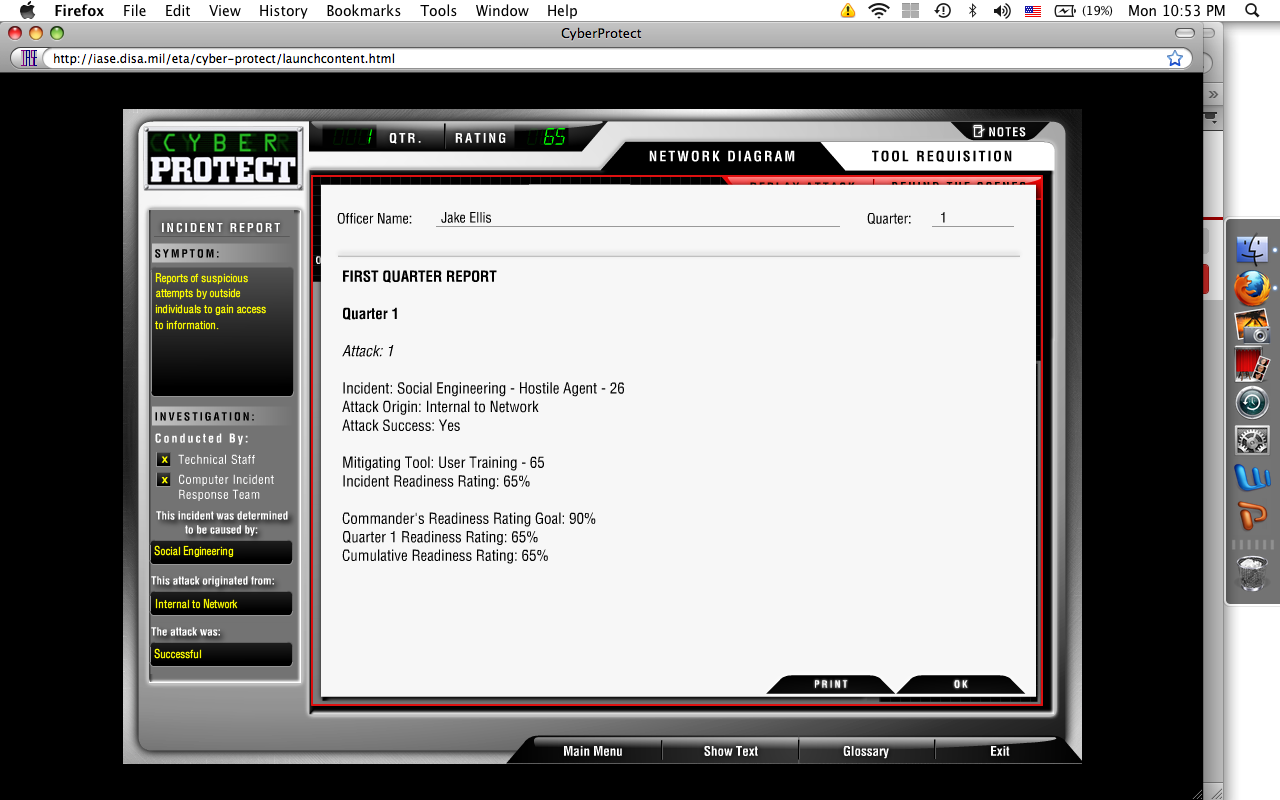 Firefox File Edit View History Bookmarks Tools Window Help (19%) Mon 10:53 PM
CyberProtect
http://iase.disa.mil/eta/cyber-protect/launchcontent.html
CYBER
PROTECT
1 QTR. RATING 65
NOTES
NETWORK DIAGRAM TOOL REQUISITION
INCIDENT REPORT
SYMPTOM:
Reports of suspicious
attempts by outside
individuals to gain access
to information.
INVESTIGATION:
Conducted By:
x Technical Staff
x Computer Incident
Response Team
This incident was determined
to be caused by:
Social Engineering
This attack originated from:
Internal to Network
The attack was:
Successful
REPLAY ATTACK BEHIND THE SCENES
Officer Name: Jake Ellis Quarter: 1
FIRST QUARTER REPORT
Quarter 1
Attack: 1
Incident: Social Engineering - Hostile Agent - 26
Attack Origin: Internal to Network
Attack Success: Yes
Mitigating Tool: User Training - 65
Incident Readiness Rating: 65%
Commander's Readiness Rating Goal: 90%
Quarter 1 Readiness Rating: 65%
Cumulative Readiness Rating: 65%
PRINT OK
Main Menu Show Text Glossary Exit